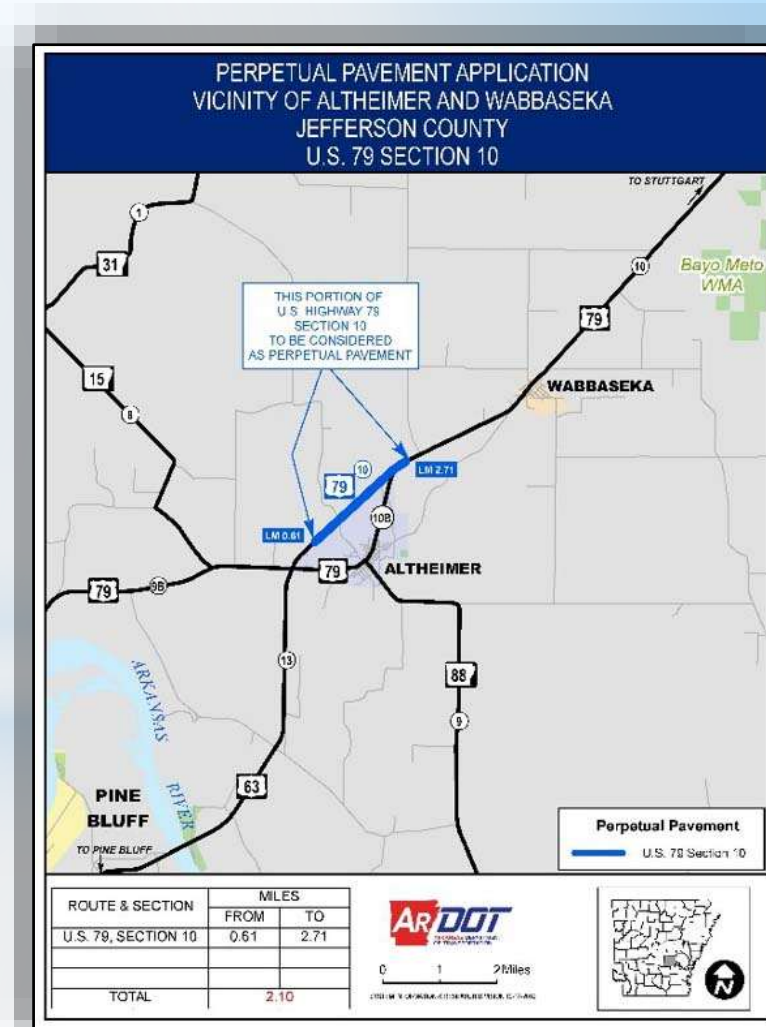 PERPETUAL PAVEMENT APPLICATION
VICINITY OF ALTHEIMER AND WABBASEKA
JEFFERSON COUNTY
U.S. 79 SECTION 10
TO STUTTGART
1
31
10
Bayo Meto
WMA
79
THIS PORTION OF
U.S. HIGHWAY 79
SECTION 10
TO BE CONSIDERED
AS PERPETUAL PAVEMENT
15
8
WABBASEKA
10
79
LM 2.71
LM 0.61
10B
79
ALTHEIMER
79
9B
13
88
9
ARKANSAS
RIVER
63
PINE
BLUFF
TO PINE BLUFF
Perpetual Pavement
U.S. 79 Section 10
ROUTE & SECTION
MILES
FROM
TO
U.S. 79, SECTION 10
0.61
2.71
TOTAL
2.10
ARDOT
ARKANSAS DEPARTMENT
OF TRANSPORTATION
0 1 2 Miles
N